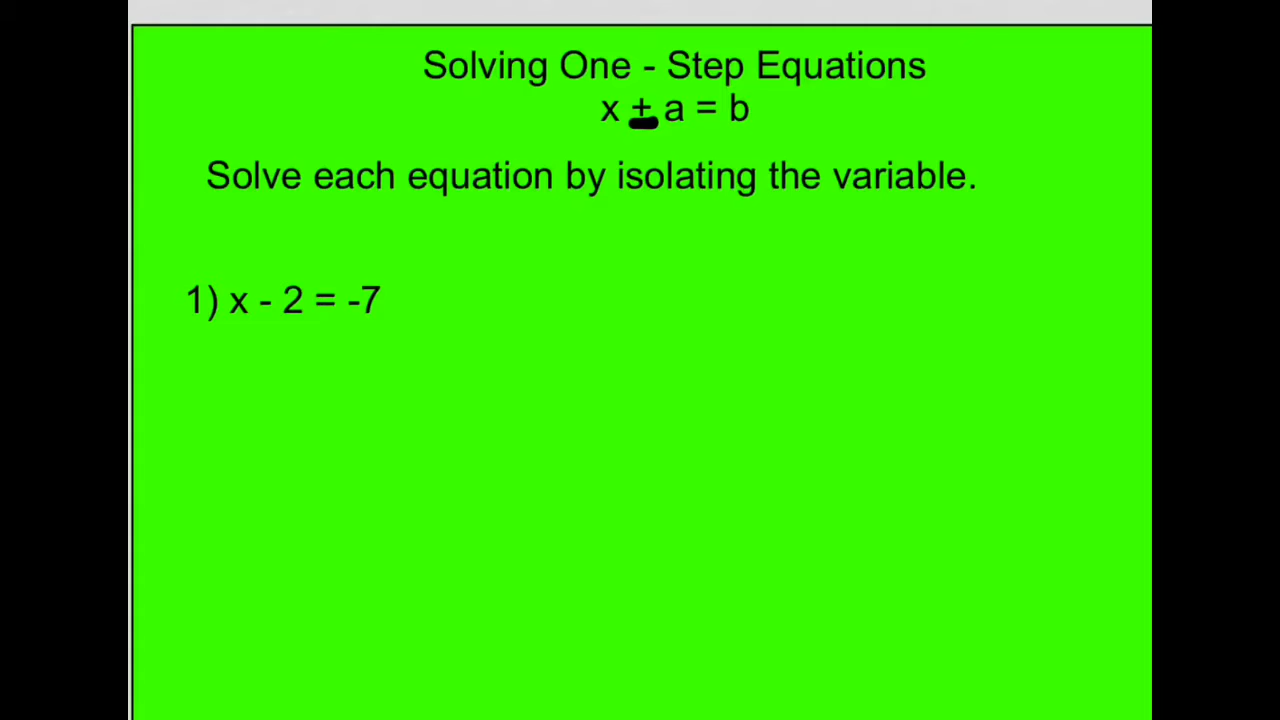 Solving One - Step Equations
x ± a = b
Solve each equation by isolating the variable.
1) x - 2 = -7